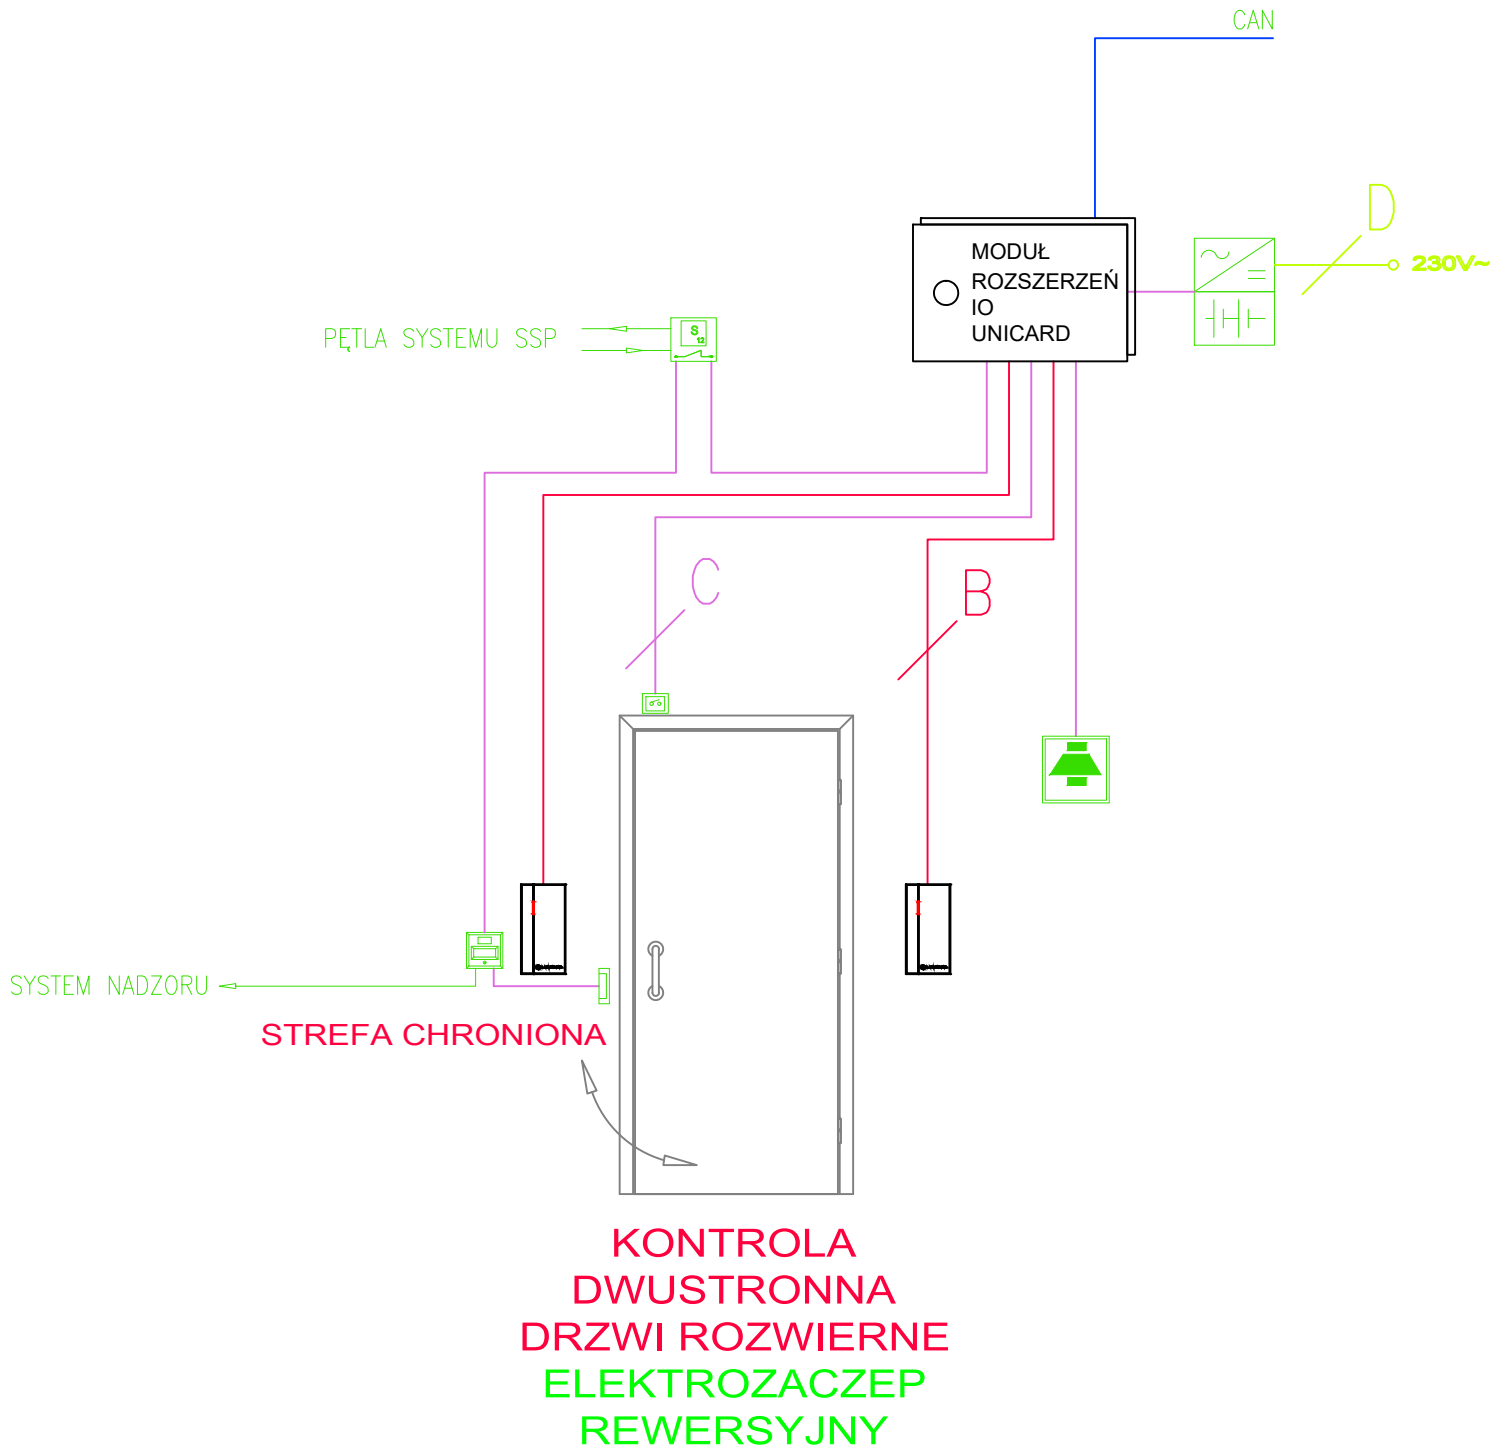 CAN
D
230V~
MODUŁ
ROZSZERZEŃ
IO
UNICARD
PĘTLA SYSTEMU SSP
S
12
C
B
SYSTEM NADZORU
STREFA CHRONIONA
KONTROLA
DWUSTRONNA
DRZWI ROZWIERNE
ELEKTROZACZEP
REWERSYJNY